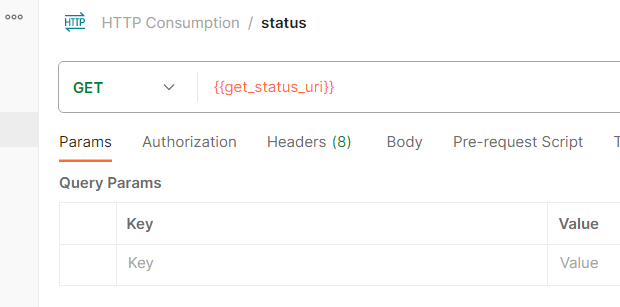 HTTP HTTP Consumption / status
GET {{get_status_uri}}
Params Authorization Headers (8) Body Pre-request Script T
Query Params
Key Value
Key Value